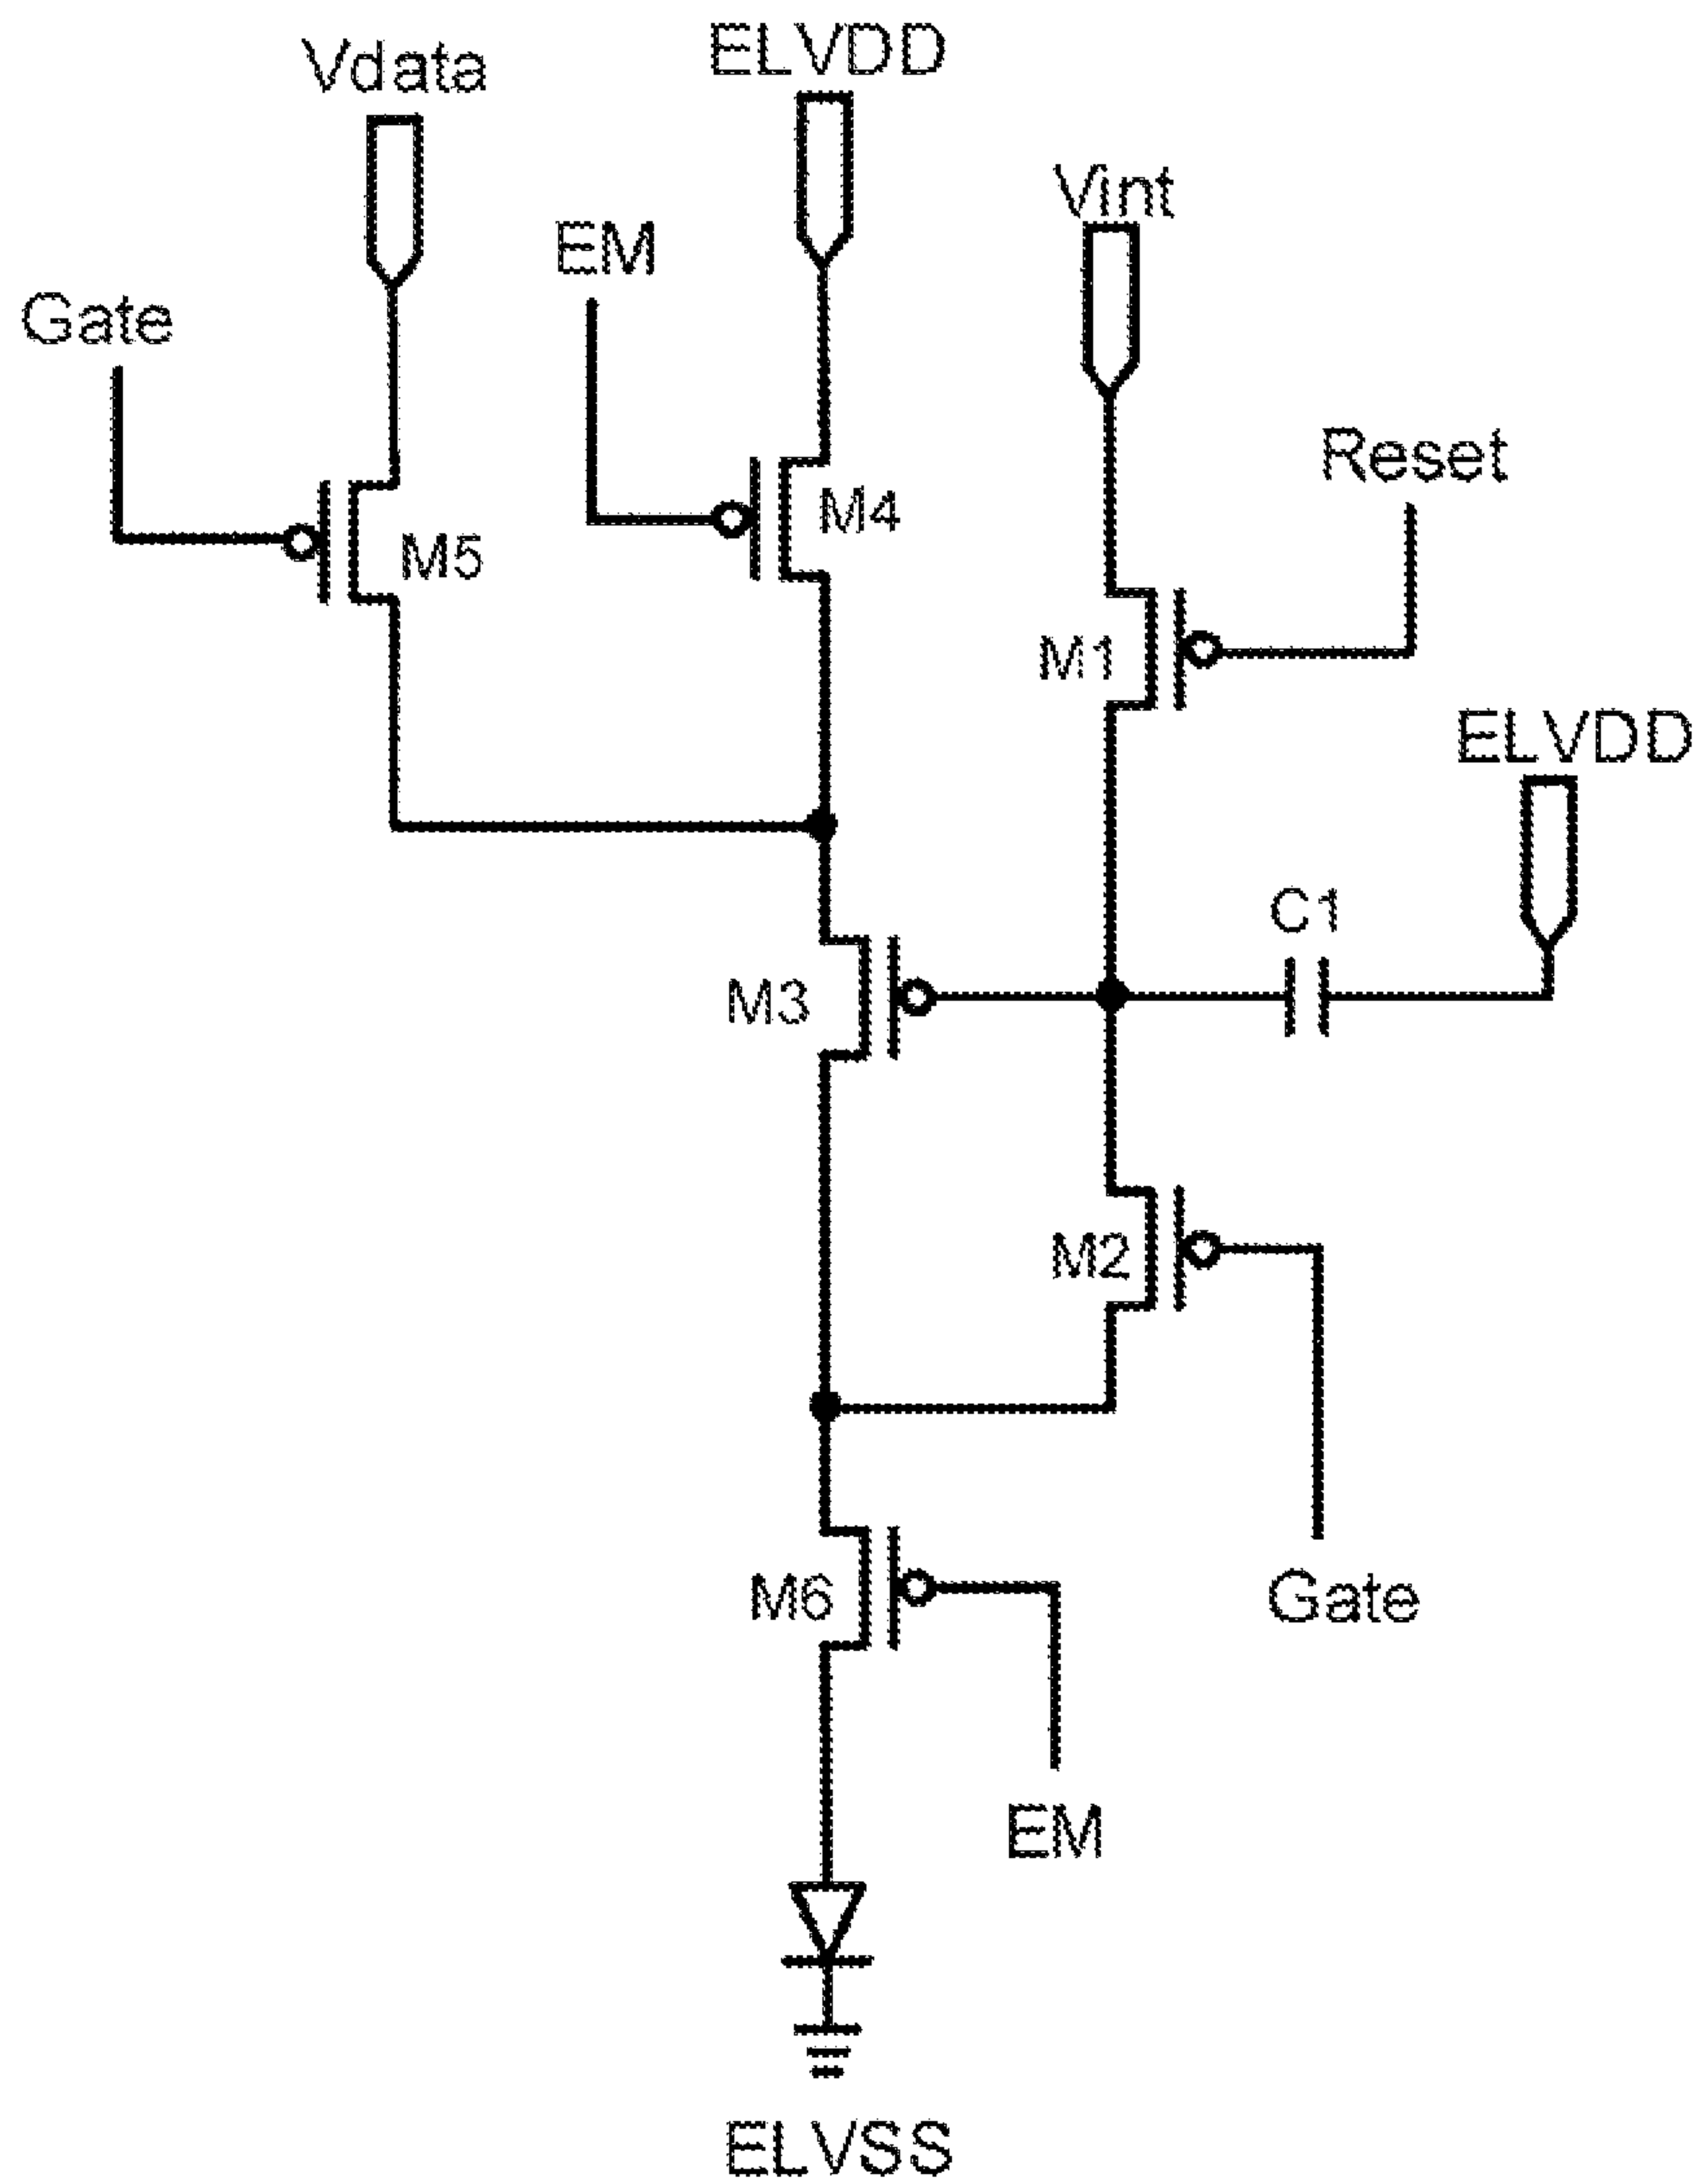 Vdata
ELVDD
Vint
EM
Gate
Reset
M4
M5
M1
ELVDD
C1
M3
M2
M6
Gate
EM
ELVSS